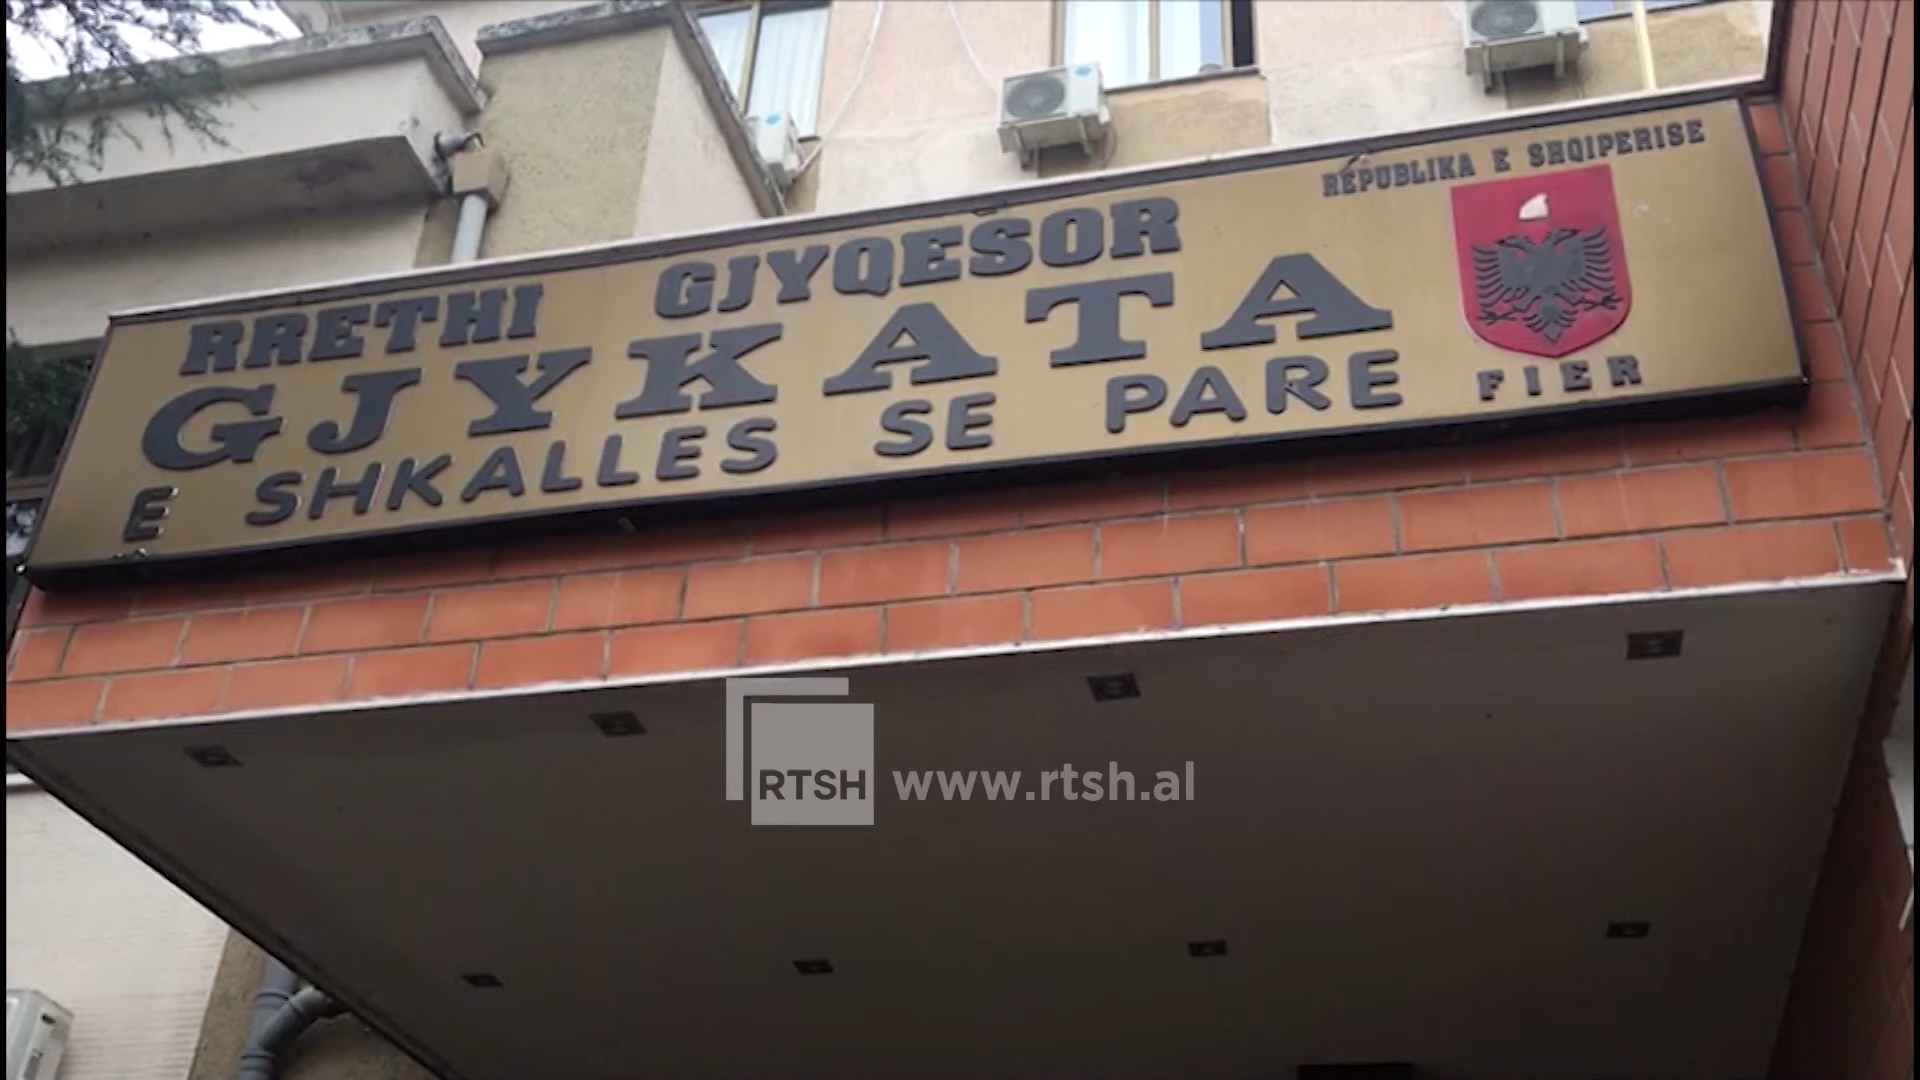 REPUBLIKA E SHQIPERISE
RRETHI GJYQESOR
GJYKATA
E SHKALLES SE PARE FIER
RTSH www.rtsh.al